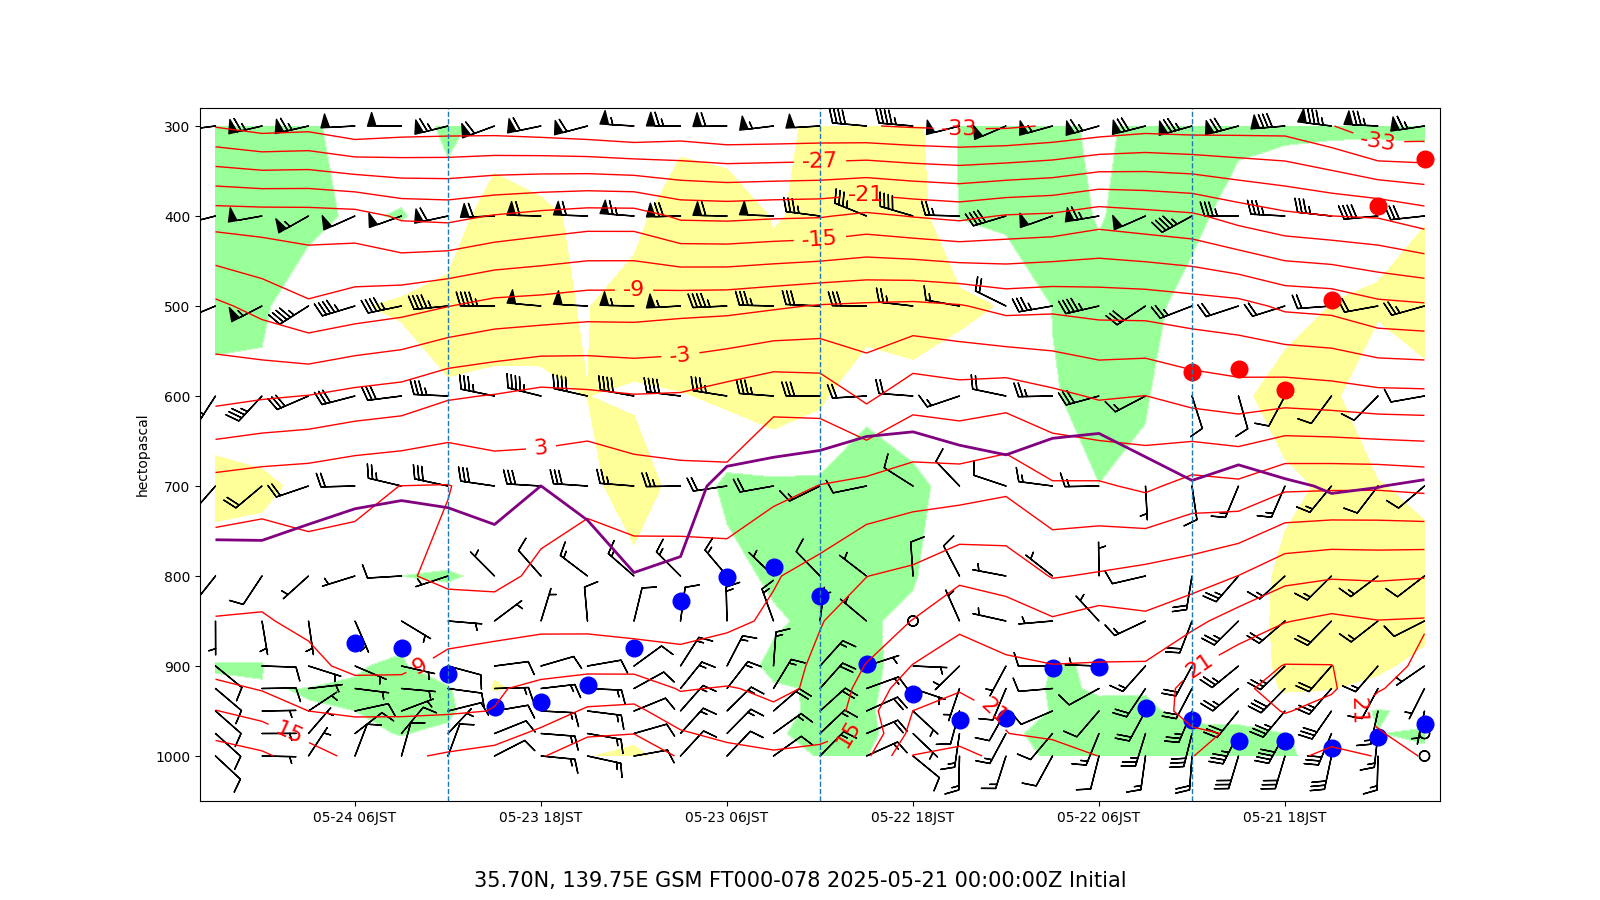 300
400
500
600
700
800
900
1000
hectopascal
-33
-33
-27
-21
-15
-9
-3
3
9
21
15
15
21
21
05-24 06JST
05-23 18JST
05-23 06JST
05-22 18JST
05-22 06JST
05-21 18JST
35.70N, 139.75E GSM FT000-078 2025-05-21 00:00:00Z Initial